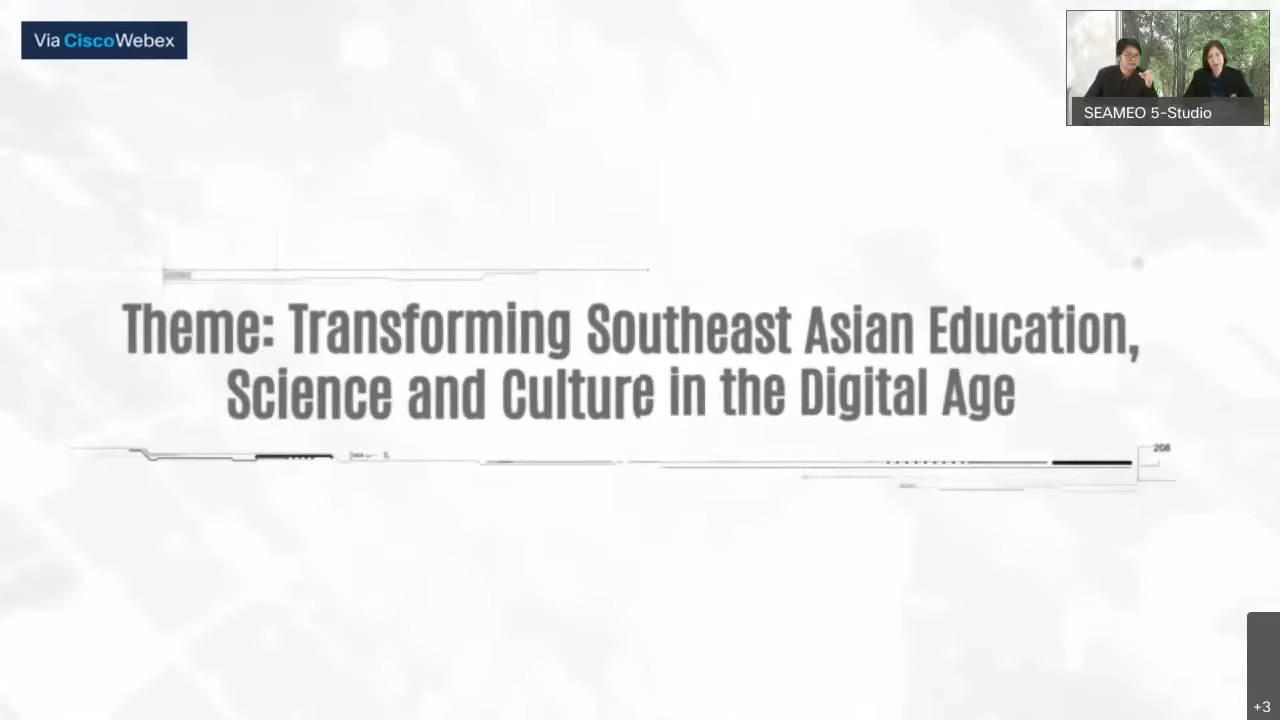 Via CiscoWebex
SEAMEO 5-Studio
Theme: Transforming Southeast Asian Education,
Science and Culture in the Digital Age
208
+3